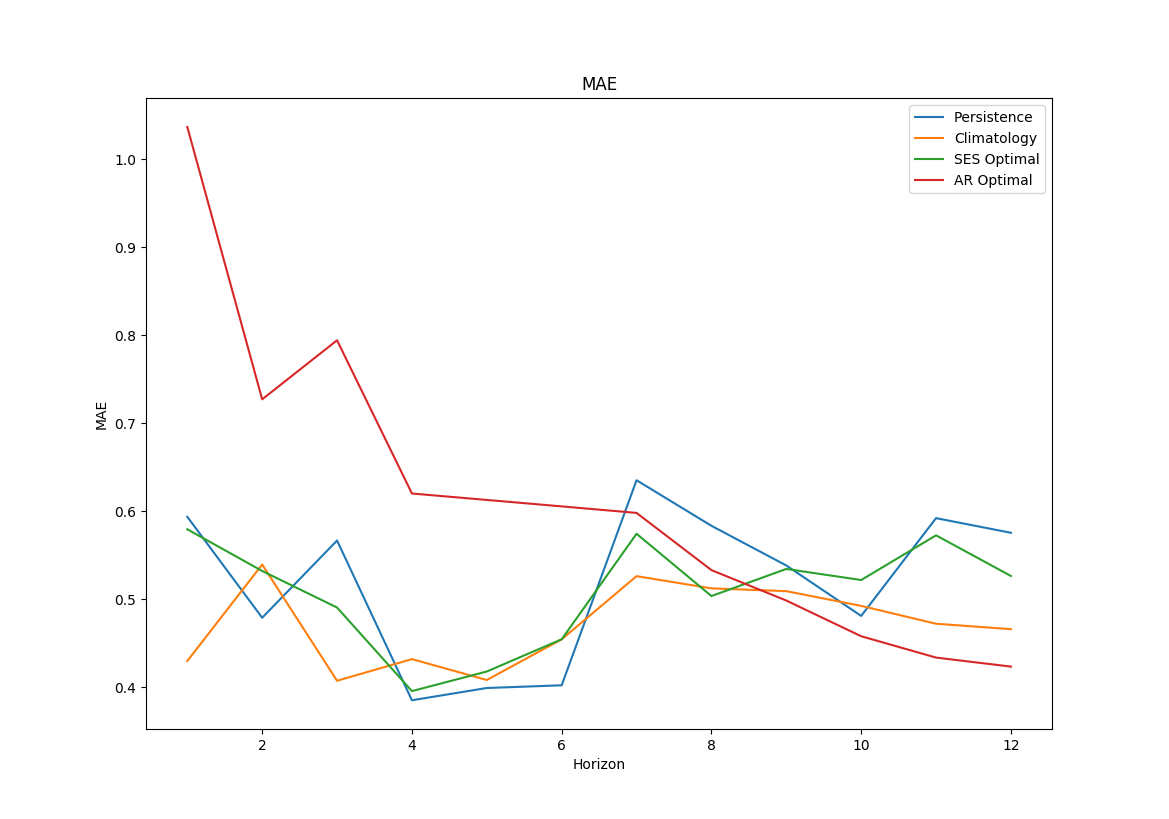 MAE
Persistence
Climatology
SES Optimal
AR Optimal
1.0
0.9
0.8
0.7
0.6
0.5
0.4
MAE
2 4 6 8 10 12
Horizon